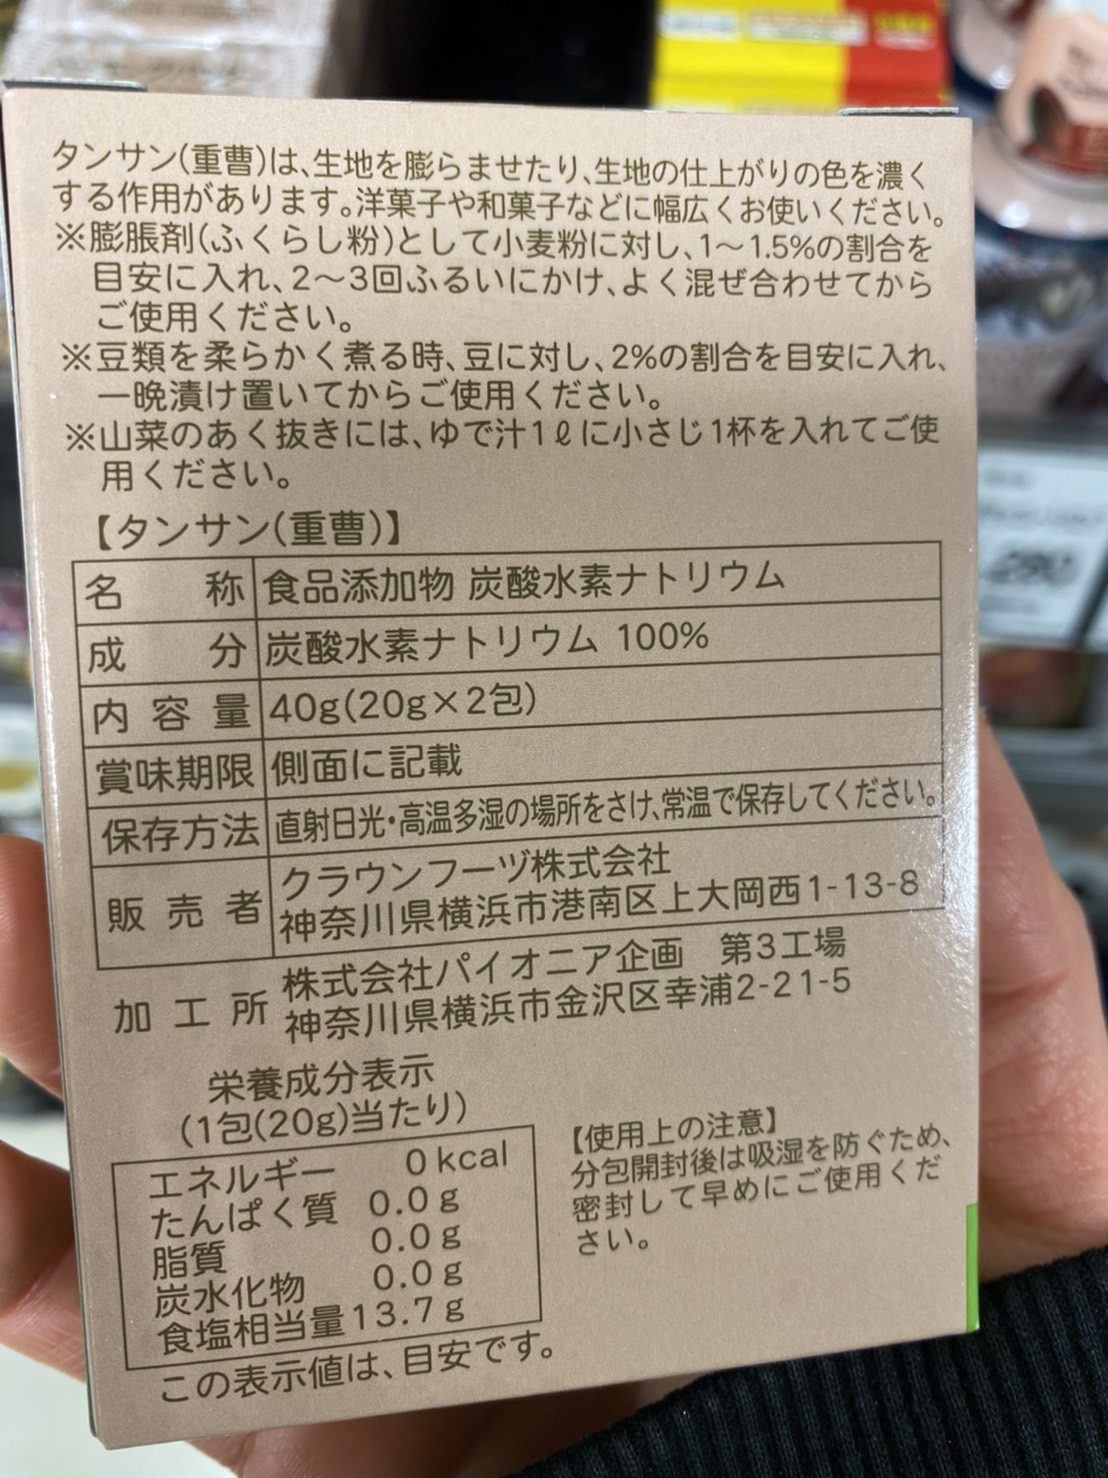 タンサン(重曹)は、生地を膨らませたり、生地の仕上がりの色を濃く
する作用があります。洋菓子や和菓子などに幅広くお使いください。
※膨脹剤(ふくらし粉)として小麦粉に対し、1〜1.5%の割合を
目安に入れ、2〜3回ふるいにかけ、よく混ぜ合わせてから
ご使用ください。
※豆類を柔らかく煮る時、豆に対し、2%の割合を目安に入れ、
一晩漬け置いてからご使用ください。
※山菜のあく抜きには、ゆで汁1ℓに小さじ1杯を入れてご使
用ください。
【タンサン(重曹)】
名称 食品添加物 炭酸水素ナトリウム
成分 炭酸水素ナトリウム 100%
内容量 40g(20g×2包)
賞味期限 側面に記載
保存方法 直射日光・高温多湿の場所をさけ、常温で保存してください。
販売者 クラウンフーヅ株式会社
神奈川県横浜市港南区上大岡西1-13-8
加工所 株式会社パイオニア企画 第3工場
神奈川県横浜市金沢区幸浦2-21-5
栄養成分表示
(1包(20g)当たり)
エネルギー 0kcal
たんぱく質 0.0g
脂質 0.0g
炭水化物 0.0g
食塩相当量 13.7g
この表示値は、目安です。
【使用上の注意】
分包開封後は吸湿を防ぐため、
密封して早めにご使用くだ
さい。
280